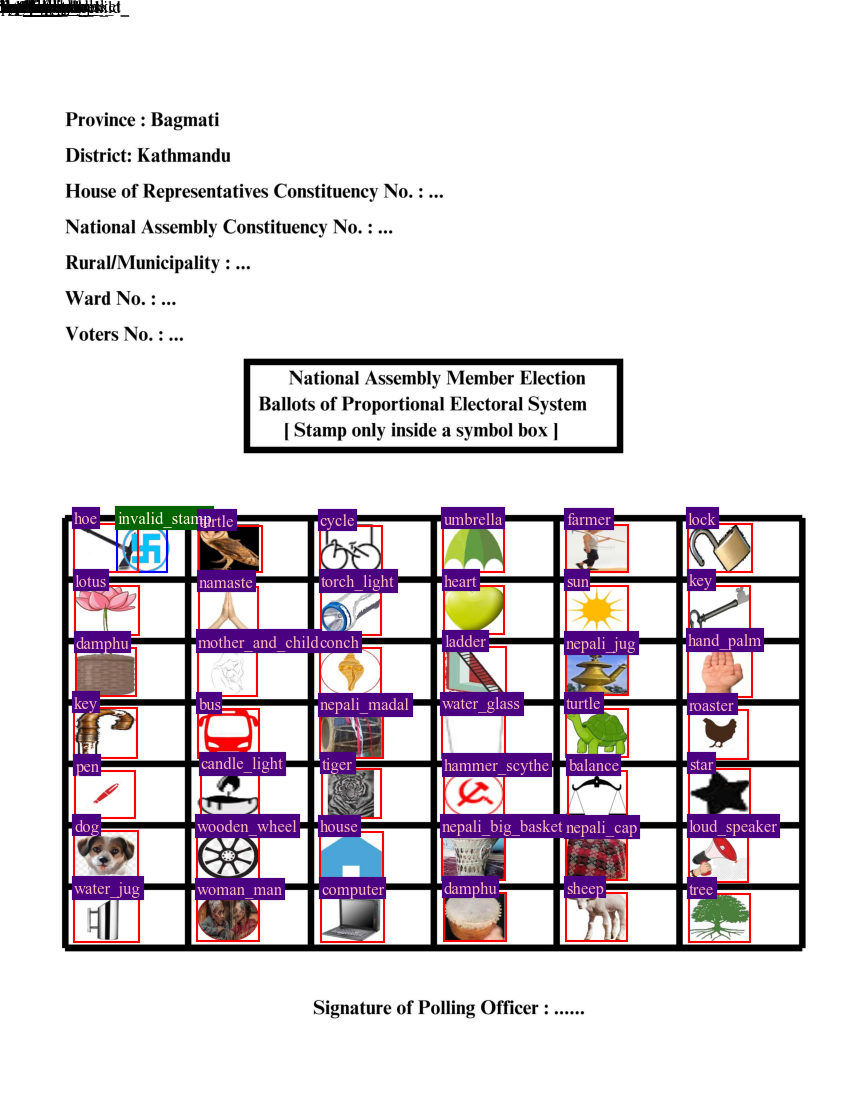 Province : Bagmati
District: Kathmandu
House of Representatives Constituency No. : ...
National Assembly Constituency No. : ...
Rural/Municipality : ...
Ward No. : ...
Voters No. : ...
National Assembly Member Election
Ballots of Proportional Electoral System
[ Stamp only inside a symbol box ]
hoe invalid_stamp turtle cycle umbrella farmer lock
lotus namaste torch_light heart sun key
damphu mother_and_child conch ladder nepali_jug hand_palm
key bus nepali_madal water_glass turtle roaster
pen candle_light tiger hammer_scythe balance star
dog wooden_wheel house nepali_big_basket nepali_cap loud_speaker
water_jug woman_man computer damphu sheep tree
Signature of Polling Officer : ......